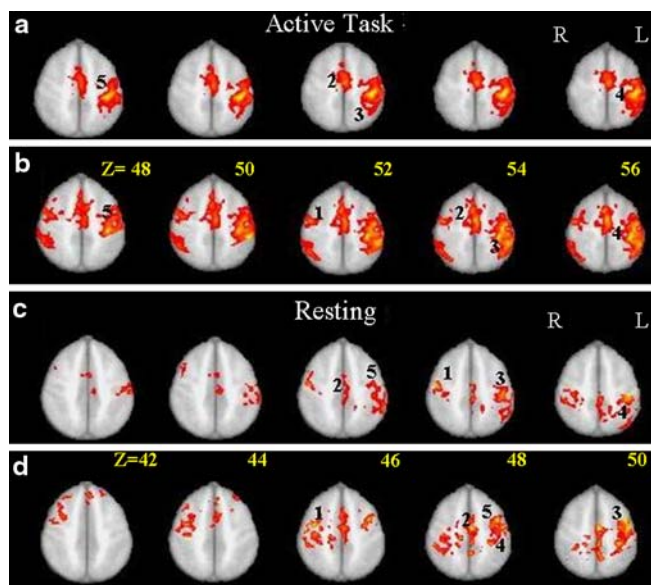 a Active Task R L
5 2 3 4
b Z= 48 50 52 54 56
5 1 2 3 4
c Resting R L
2 5 1 3 4
d Z=42 44 46 48 50
1 2 5 4 3